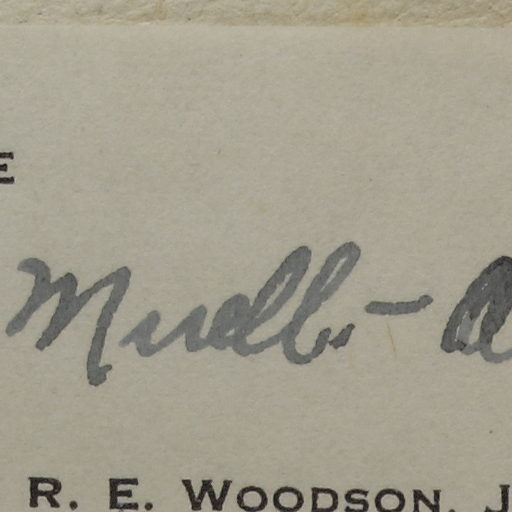 E
Muell. - A
R. E. WOODSON, J